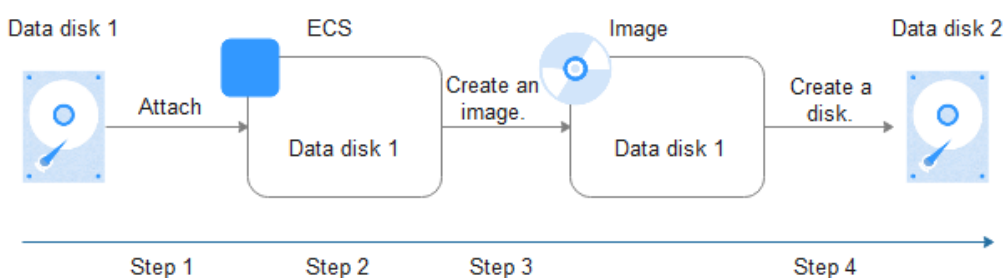 Data disk 1
ECS
Image
Data disk 2
Attach
Create an
image.
Create a
disk.
Data disk 1
Data disk 1
Step 1
Step 2
Step 3
Step 4